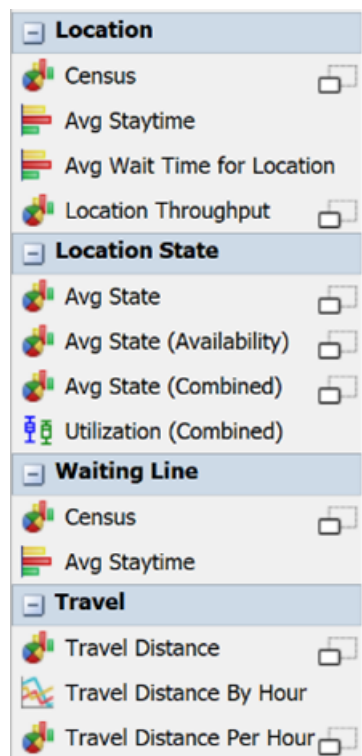 Location
Census
Avg Staytime
Avg Wait Time for Location
Location Throughput
Location State
Avg State
Avg State (Availability)
Avg State (Combined)
Utilization (Combined)
Waiting Line
Census
Avg Staytime
Travel
Travel Distance
Travel Distance By Hour
Travel Distance Per Hour